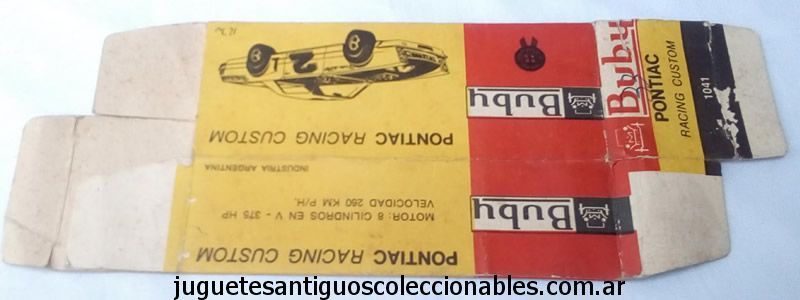 Buby
PONTIAC
RACING CUSTOM
1041
Buby
PONTIAC RACING CUSTOM
2
INDUSTRIA ARGENTINA
MOTOR: 8 CILINDROS EN V - 375 HP
VELOCIDAD 260 KM P/H.
Buby
PONTIAC RACING CUSTOM
juguetesantiguoscoleccionables.com.ar